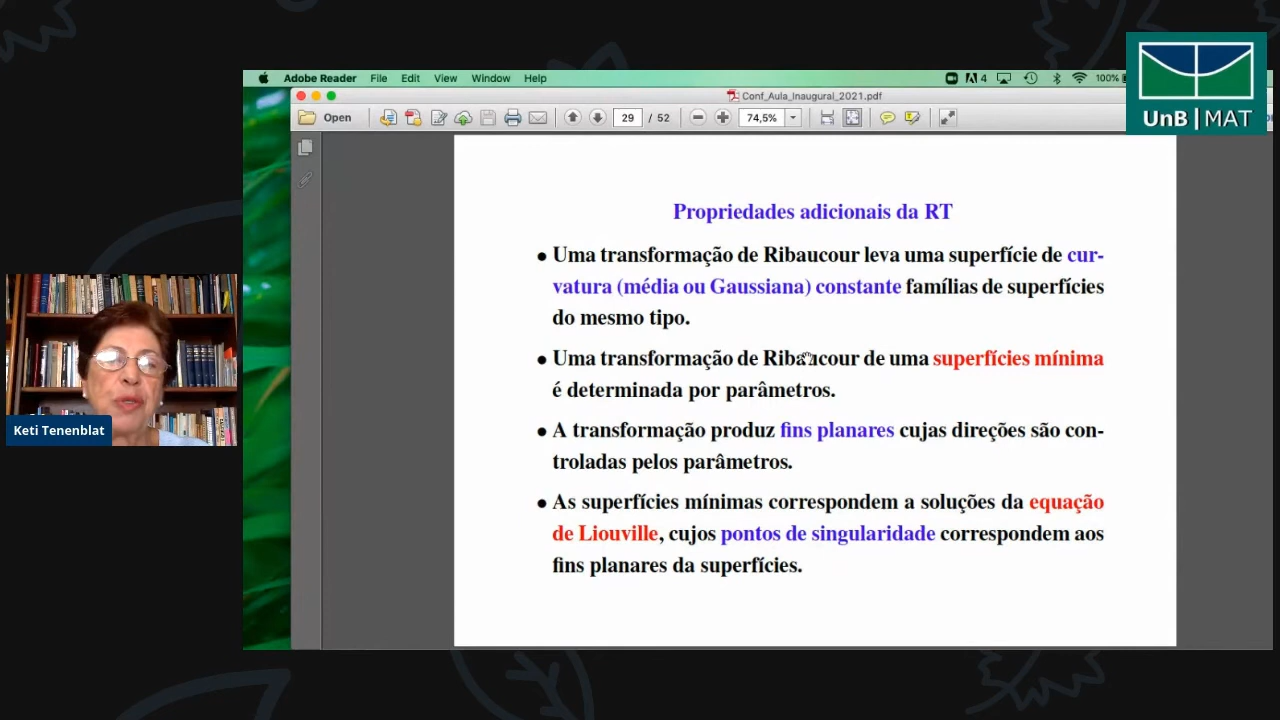 UnB | MAT
Adobe Reader File Edit View Window Help
4 100%
Conf_Aula_Inaugural_2021.pdf
Open 29 / 52 74,5%
Propriedades adicionais da RT
• Uma transformação de Ribaucour leva uma superfície de cur-
vatura (média ou Gaussiana) constante famílias de superfícies
do mesmo tipo.
• Uma transformação de Ribaucour de uma superfícies mínima
é determinada por parâmetros.
• A transformação produz fins planares cujas direções são con-
troladas pelos parâmetros.
• As superfícies mínimas correspondem a soluções da equação
de Liouville, cujos pontos de singularidade correspondem aos
fins planares da superfícies.
Keti Tenenblat